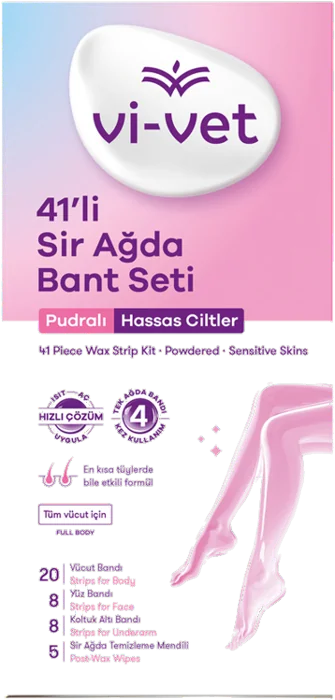 vi-vet
41'li
Sir Ağda
Bant Seti
Pudralı Hassas Ciltler
41 Piece Wax Strip Kit · Powdered · Sensitive Skins
ISIT - AÇ
HIZLI ÇÖZÜM
UYGULA
TEK AĞDA BANDI
4
KEZ KULLANIM
En kısa tüylerde
bile etkili formül
Tüm vücut için
FULL BODY
20 Vücut Bandı
Strips for Body
8 Yüz Bandı
Strips for Face
8 Koltuk Altı Bandı
Strips for Underarm
5 Sir Ağda Temizleme Mendili
Post-Wax Wipes